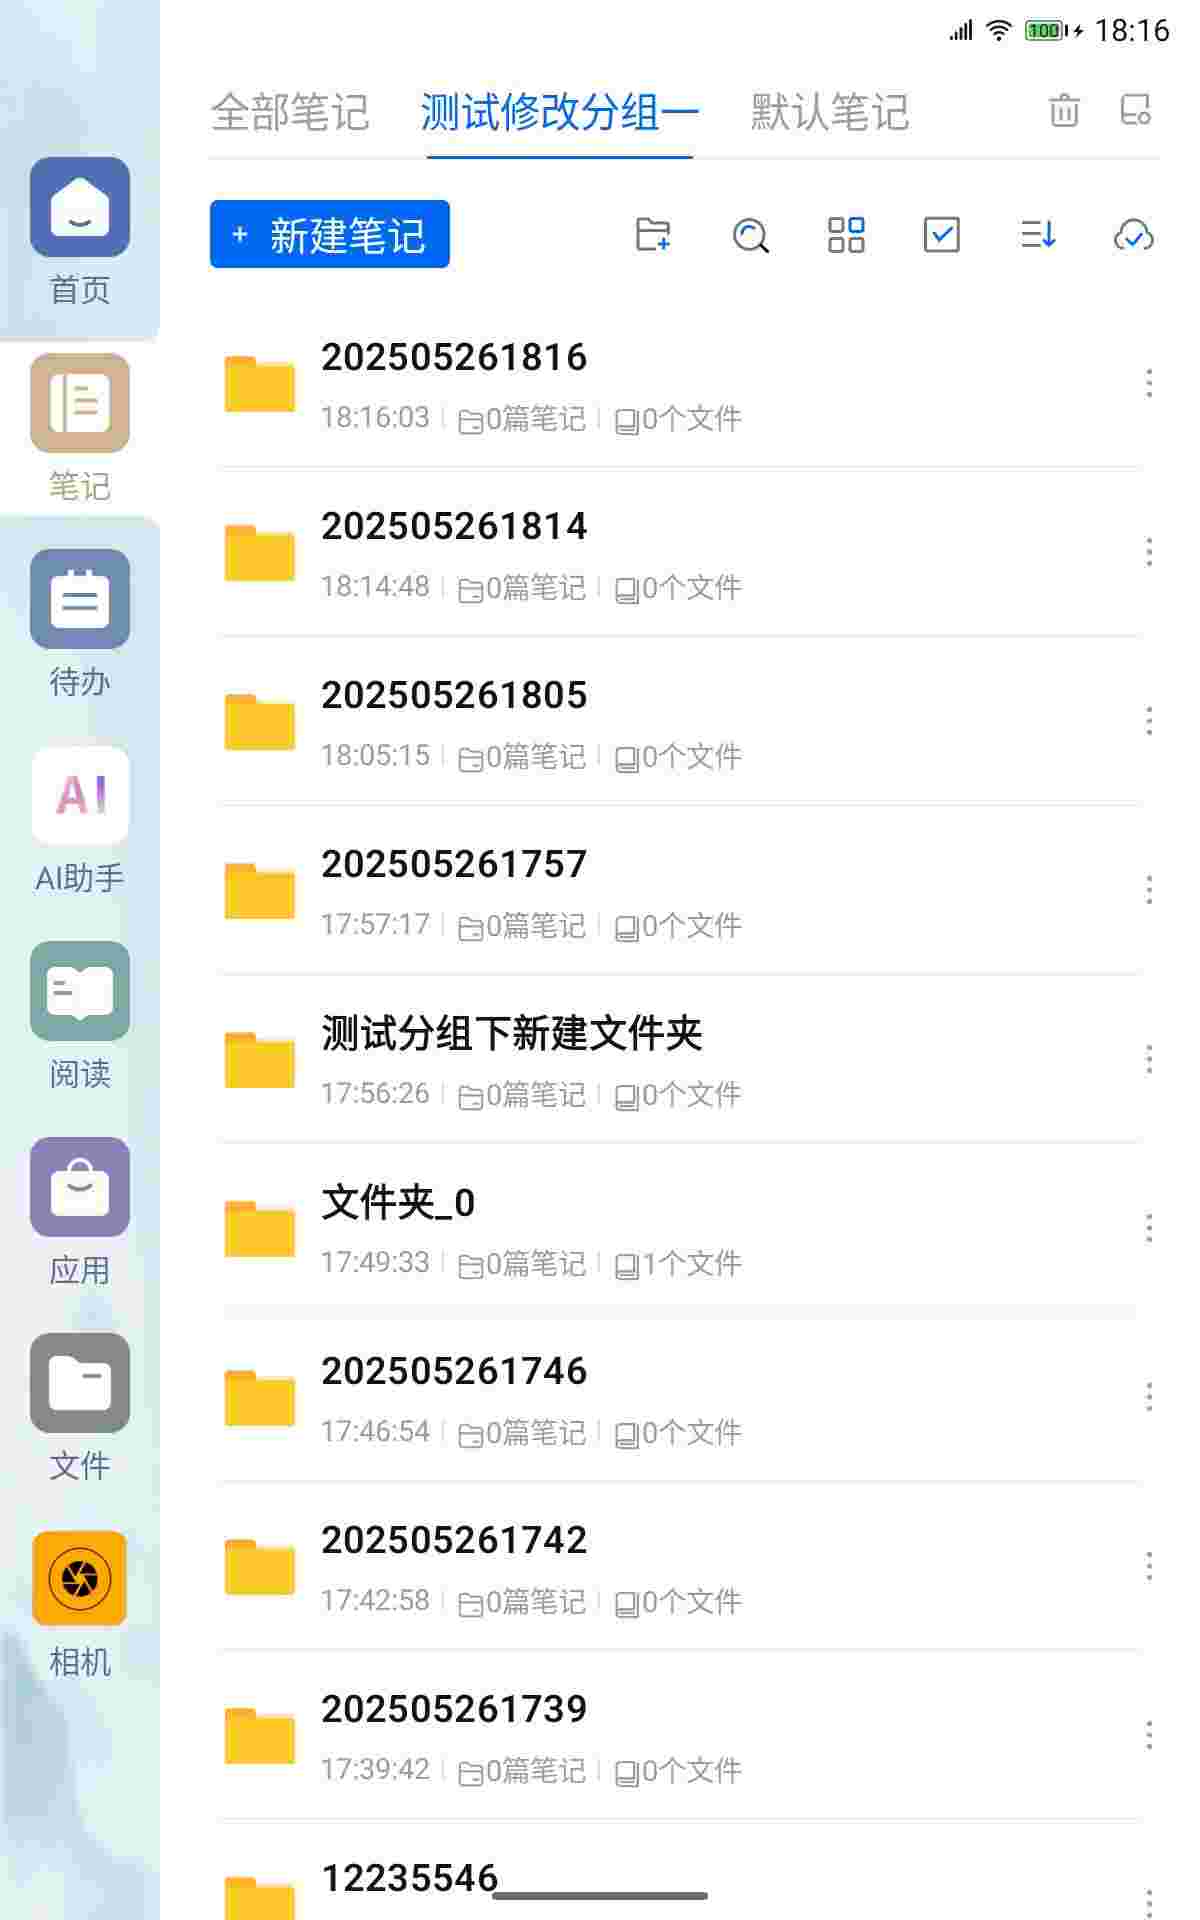 100 18:16
全部笔记 测试修改分组一 默认笔记
+ 新建笔记
首页
笔记
待办
AI
AI助手
阅读
应用
文件
相机
202505261816
18:16:03 0篇笔记 0个文件
202505261814
18:14:48 0篇笔记 0个文件
202505261805
18:05:15 0篇笔记 0个文件
202505261757
17:57:17 0篇笔记 0个文件
测试分组下新建文件夹
17:56:26 0篇笔记 0个文件
文件夹_0
17:49:33 0篇笔记 1个文件
202505261746
17:46:54 0篇笔记 0个文件
202505261742
17:42:58 0篇笔记 0个文件
202505261739
17:39:42 0篇笔记 0个文件
12235546